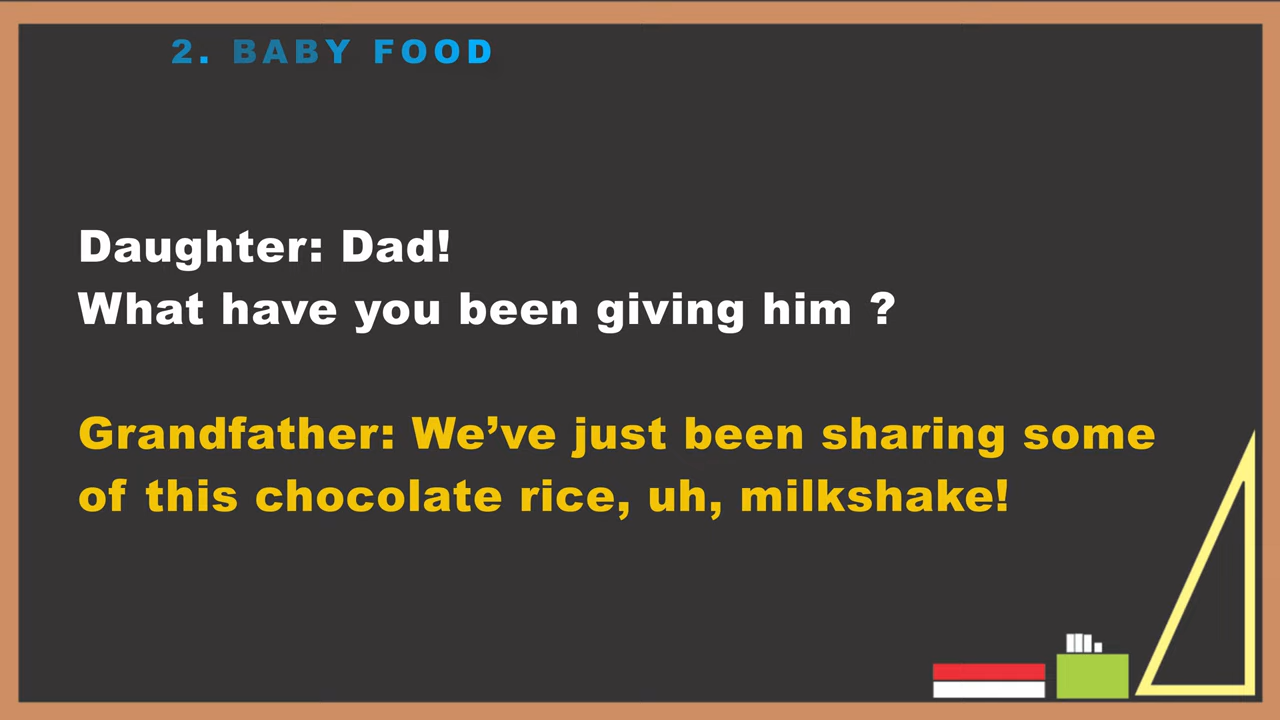 2. BABY FOOD
Daughter: Dad!
What have you been giving him ?
Grandfather: We’ve just been sharing some
of this chocolate rice, uh, milkshake!